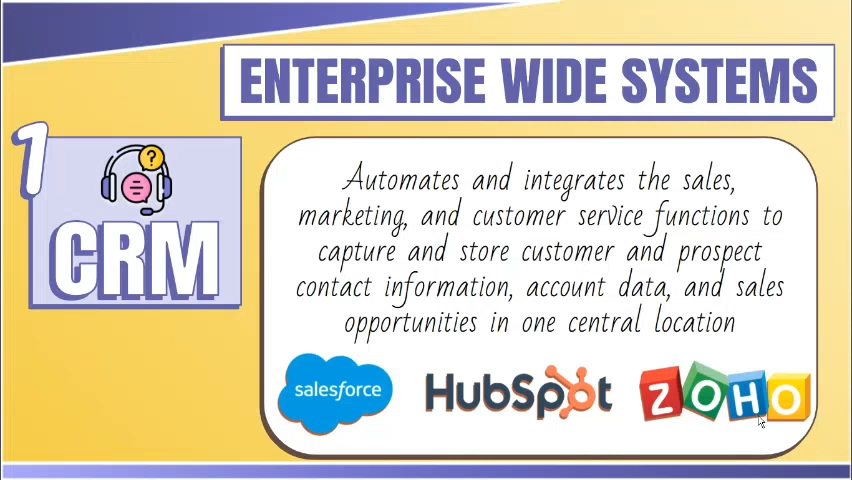 ENTERPRISE WIDE SYSTEMS
1
?
CRM
Automates and integrates the sales,
marketing, and customer service functions to
capture and store customer and prospect
contact information, account data, and sales
opportunities in one central location
salesforce
HubSpot
ZOHO